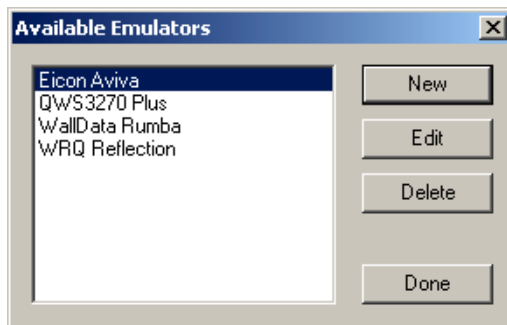 Available Emulators
Eicon Aviva
QWS3270 Plus
WallData Rumba
WRQ Reflection
New
Edit
Delete
Done